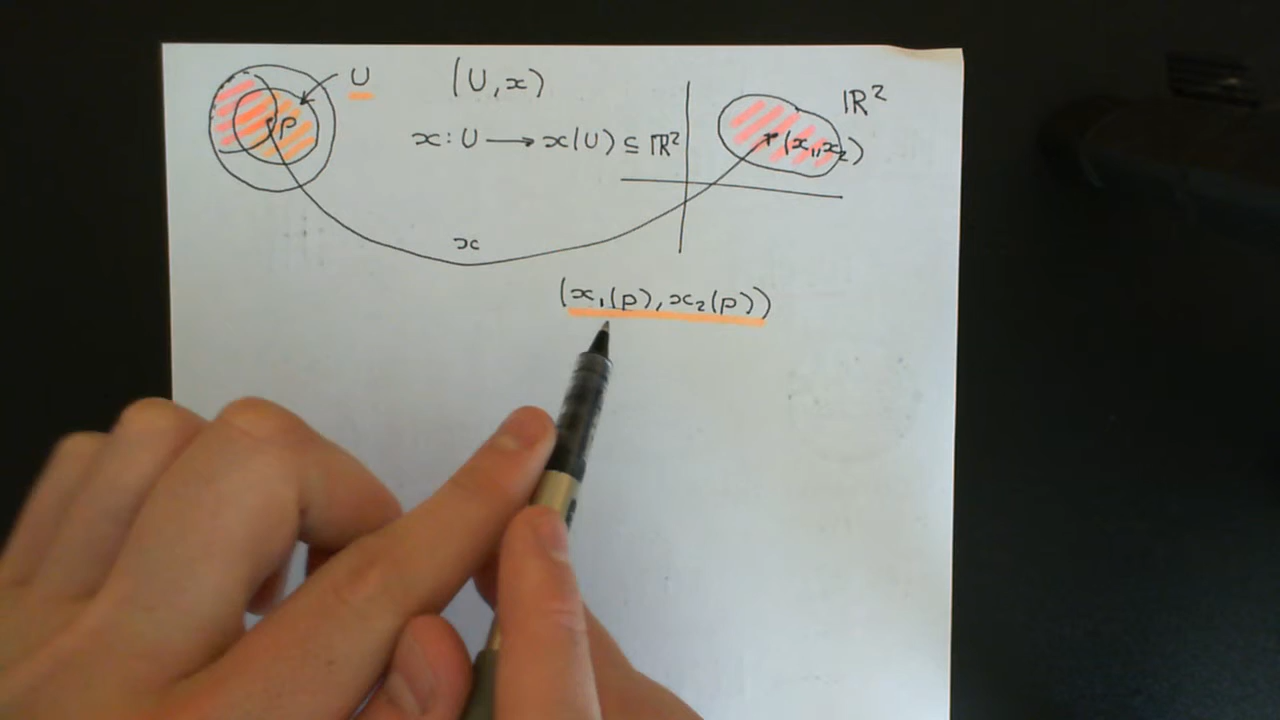 U (U,x) ℝ²
p x:U⟶x(U)⊆ℝ² (x₁,x₂)
x
(x₁(p),x₂(p))